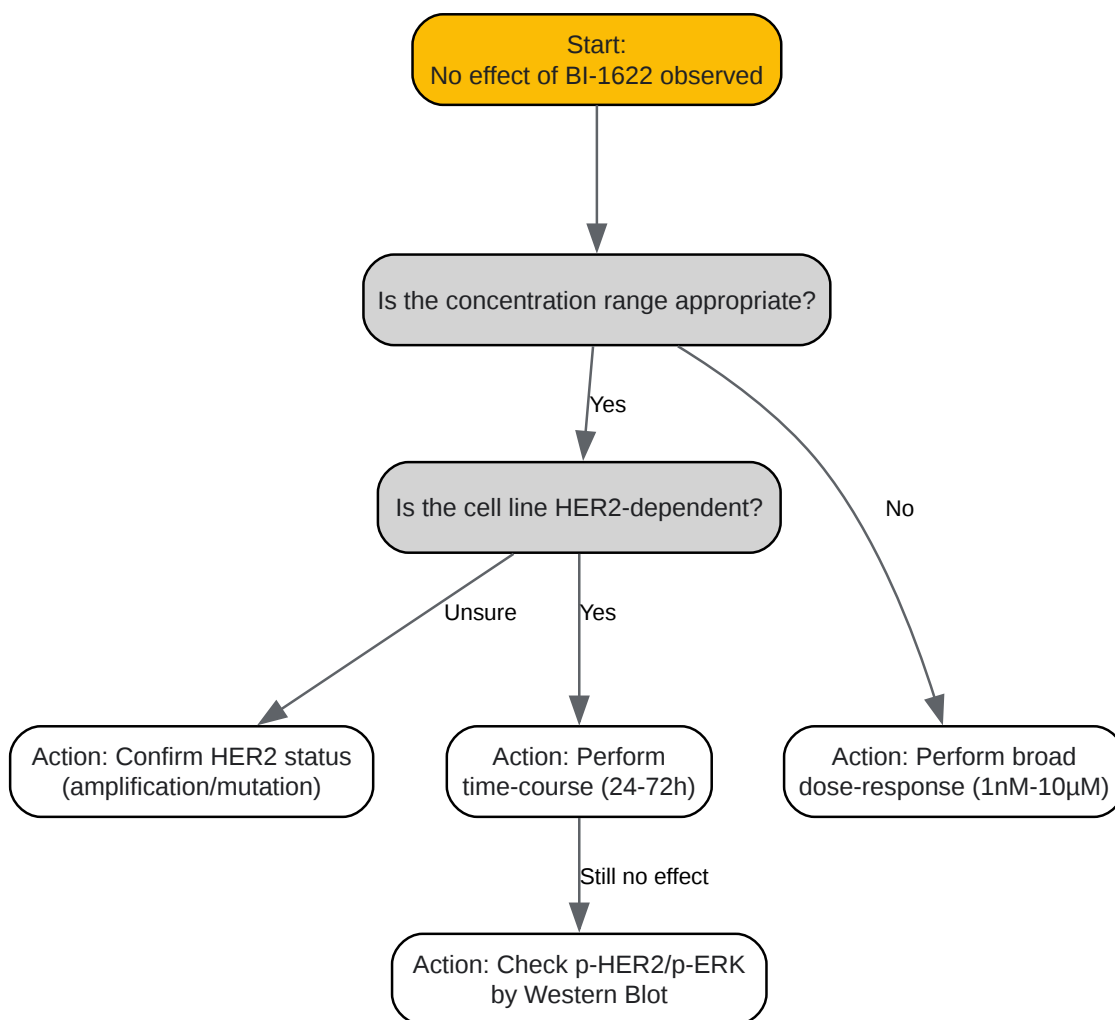 Start:
No effect of BI-1622 observed
Is the concentration range appropriate?
Yes
No
Is the cell line HER2-dependent?
Unsure
Yes
Action: Confirm HER2 status
(amplification/mutation)
Action: Perform
time-course (24-72h)
Action: Perform broad
dose-response (1nM-10µM)
Still no effect
Action: Check p-HER2/p-ERK
by Western Blot